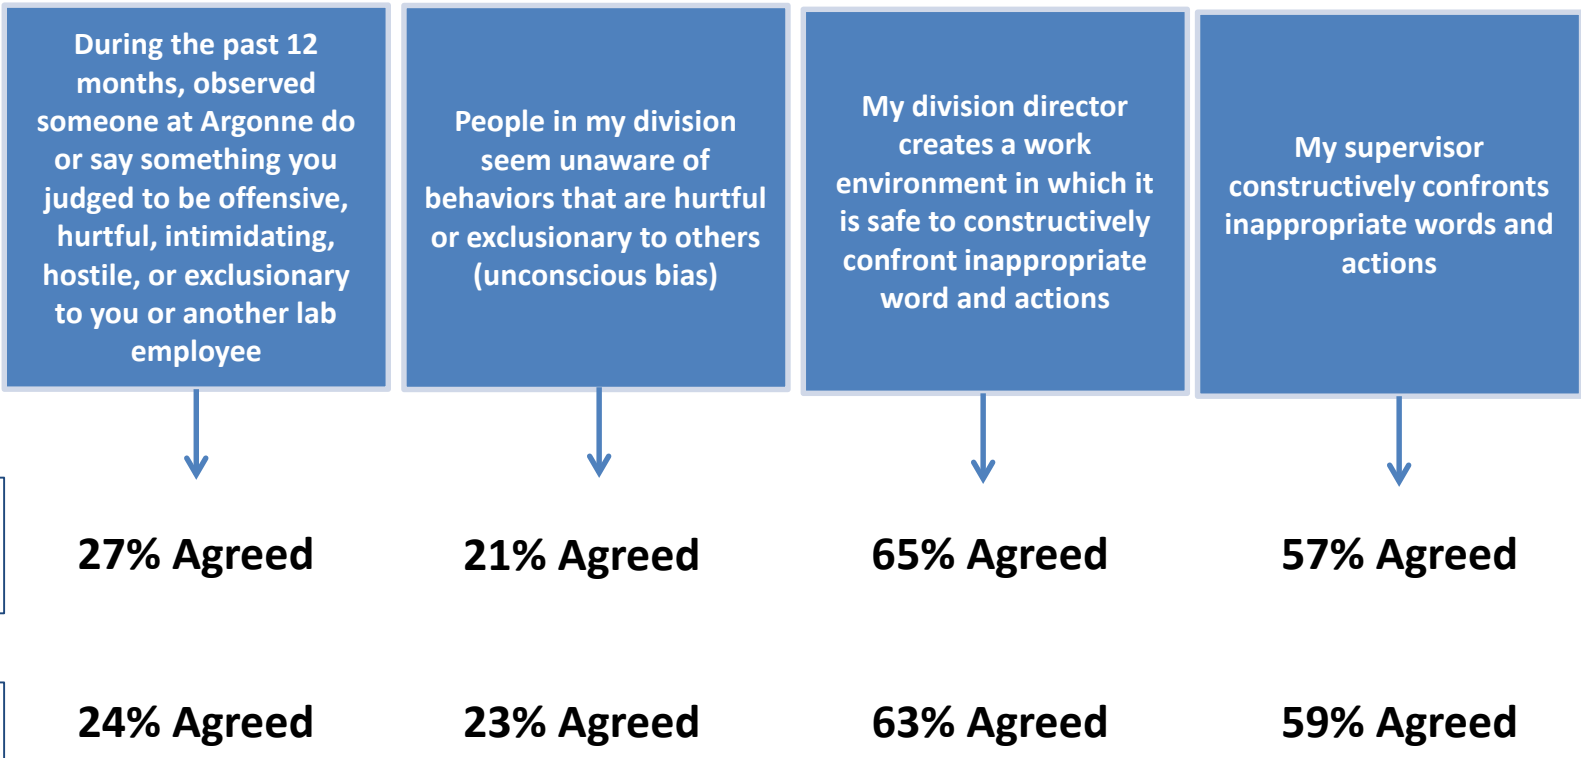 During the past 12
months, observed
someone at Argonne do
or say something you
judged to be offensive,
hurtful, intimidating,
hostile, or exclusionary
to you or another lab
employee
People in my division
seem unaware of
behaviors that are hurtful
or exclusionary to others
(unconscious bias)
My division director
creates a work
environment in which it
is safe to constructively
confront inappropriate
word and actions
My supervisor
constructively confronts
inappropriate words and
actions
27% Agreed
21% Agreed
65% Agreed
57% Agreed
24% Agreed
23% Agreed
63% Agreed
59% Agreed